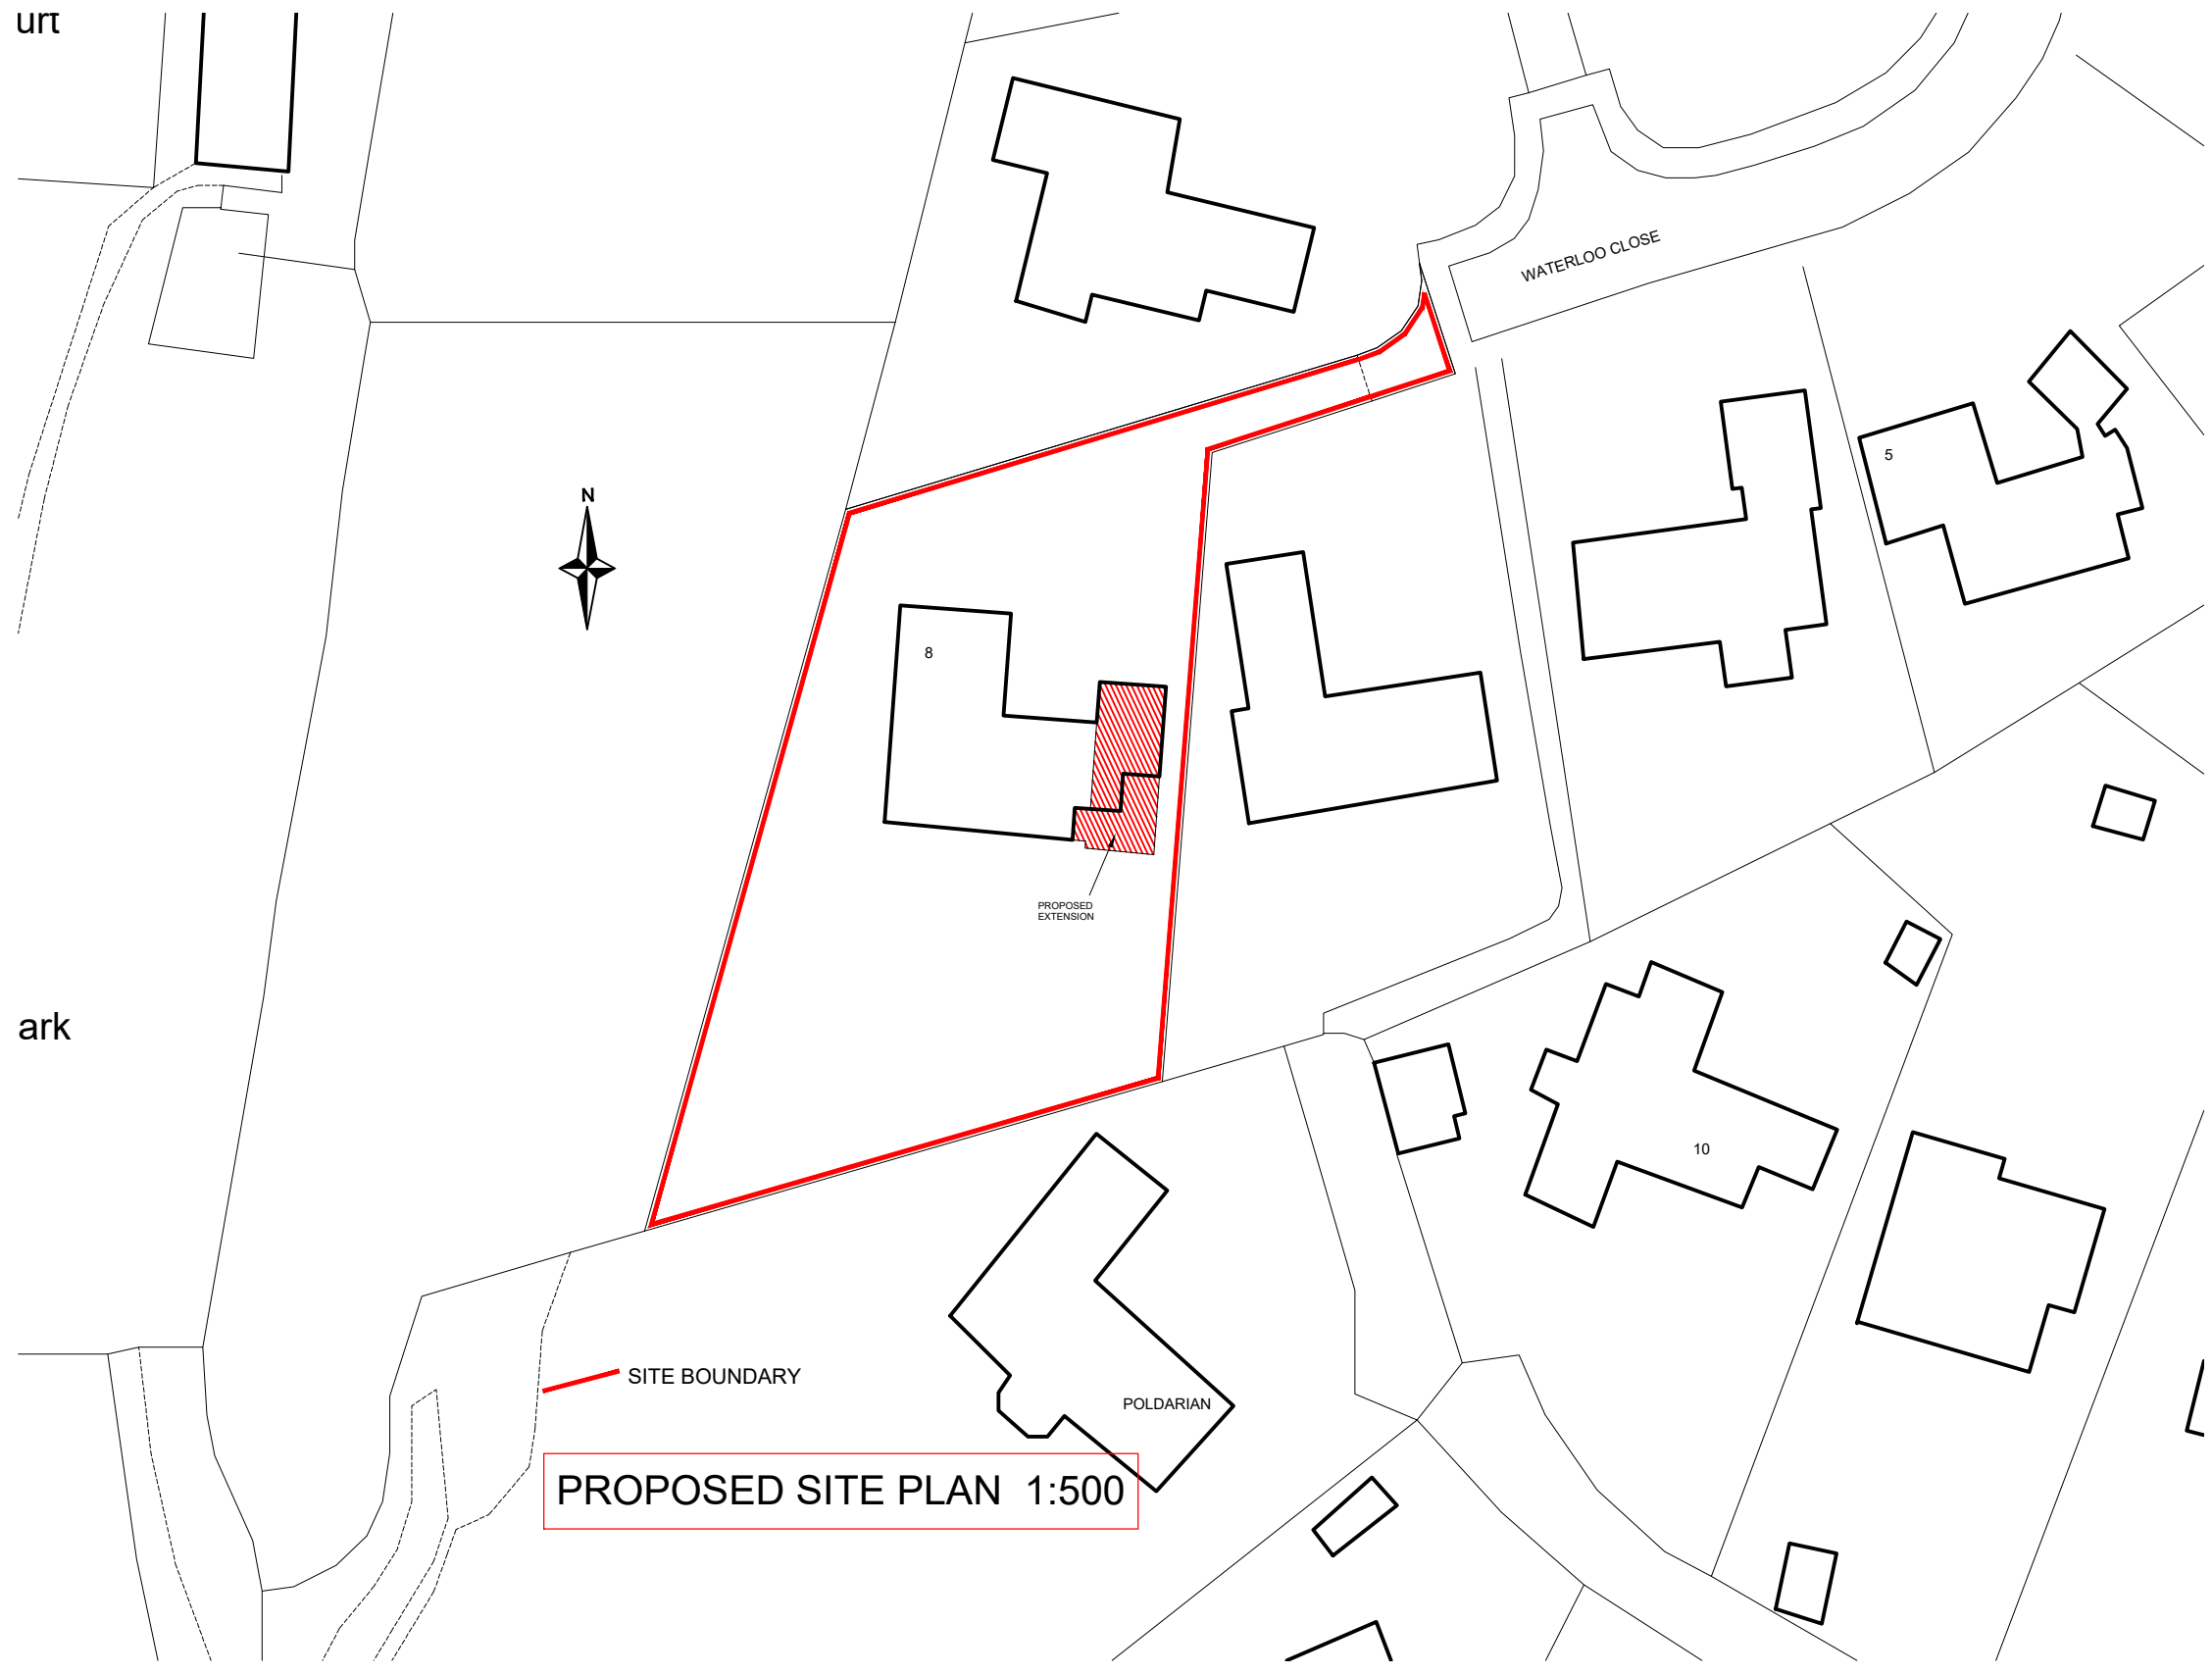 urt
WATERLOO CLOSE
5
N
8
PROPOSED
EXTENSION
ark
10
SITE BOUNDARY
POLDARIAN
PROPOSED SITE PLAN 1:500